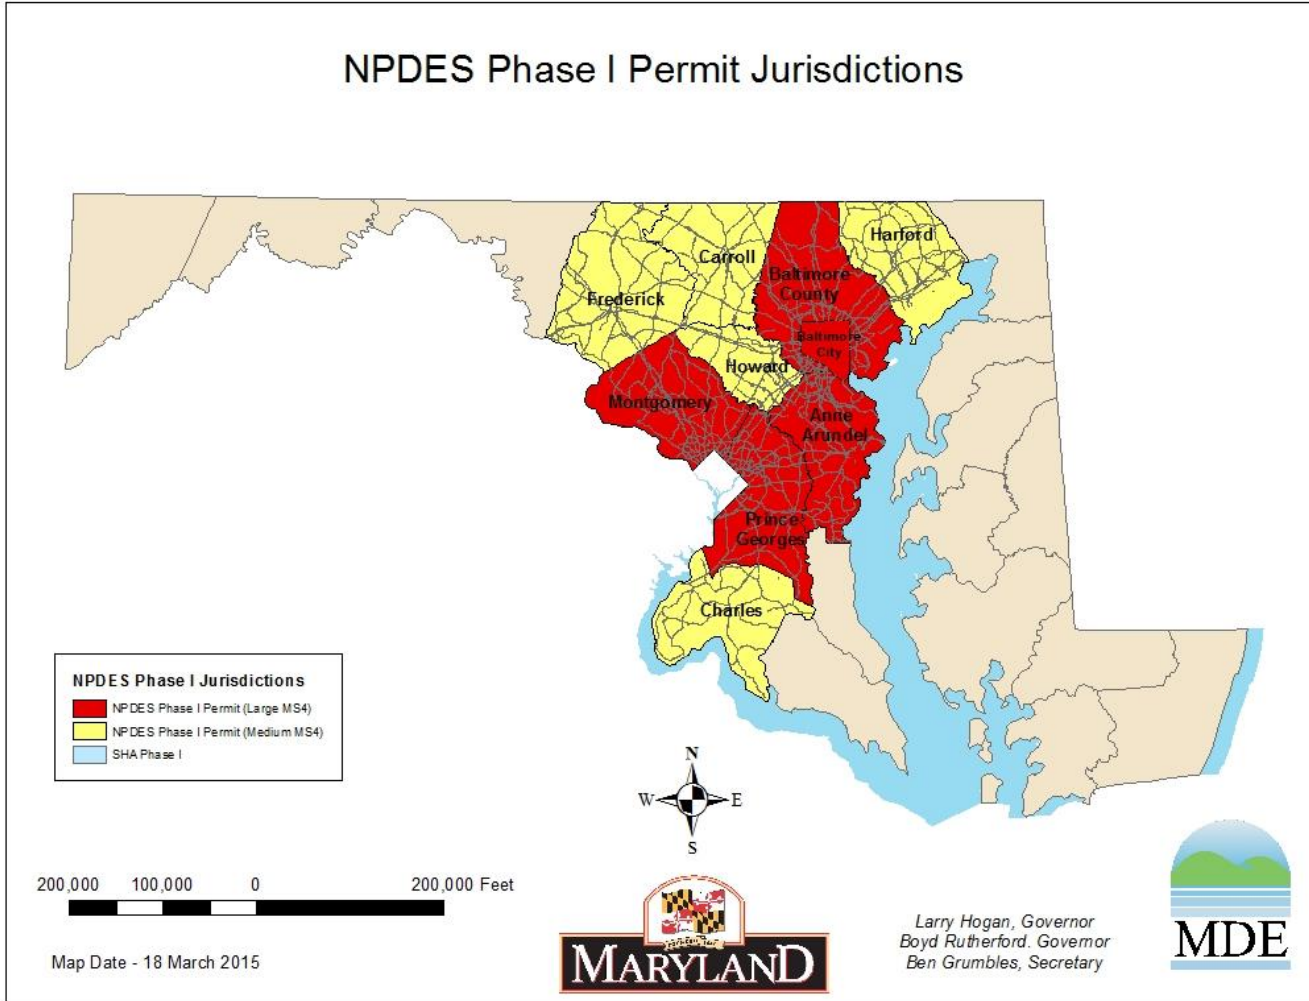 NPDES Phase I Permit Jurisdictions
Harford
Carroll
Baltimore
County
Frederick
Baltimore
City
Howard
Montgomery
Anne
Arundel
Prince
Georges
Charles
NPDES Phase I Jurisdictions
NPDES Phase I Permit (Large MS4)
NPDES Phase I Permit (Medium MS4)
SHA Phase I
N
W E
S
200,000 100,000 0 200,000 Feet
Map Date - 18 March 2015
MARYLAND
Larry Hogan, Governor
Boyd Rutherford. Governor
Ben Grumbles, Secretary
MDE